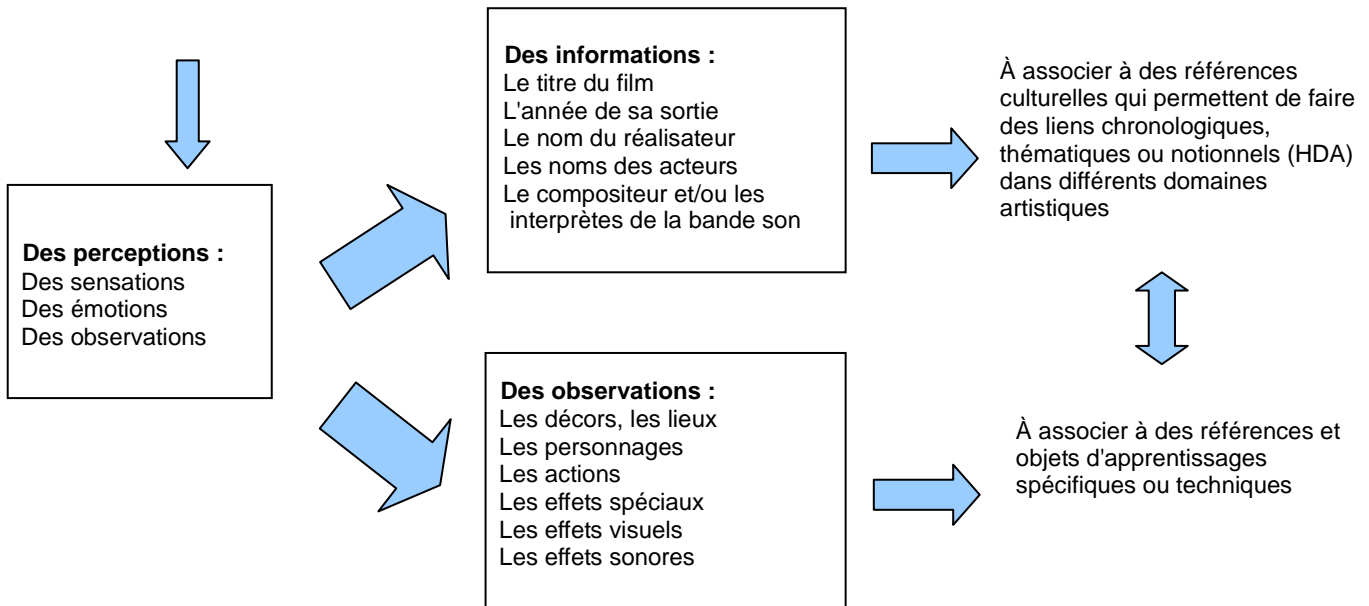 Des perceptions :
Des sensations
Des émotions
Des observations
Des informations :
Le titre du film
L'année de sa sortie
Le nom du réalisateur
Les noms des acteurs
Le compositeur et/ou les
interprètes de la bande son
À associer à des références
culturelles qui permettent de faire
des liens chronologiques,
thématiques ou notionnels (HDA)
dans différents domaines
artistiques
Des observations :
Les décors, les lieux
Les personnages
Les actions
Les effets spéciaux
Les effets visuels
Les effets sonores
À associer à des références et
objets d'apprentissages
spécifiques ou techniques